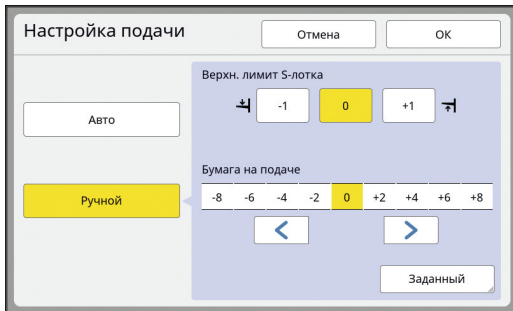 Настройка подачи
Отмена
ОК
Верхн. лимит S-лотка
-1 0 +1
Авто
Бумага на подаче
Ручной
-8 -6 -4 -2 0 +2 +4 +6 +8
Заданный